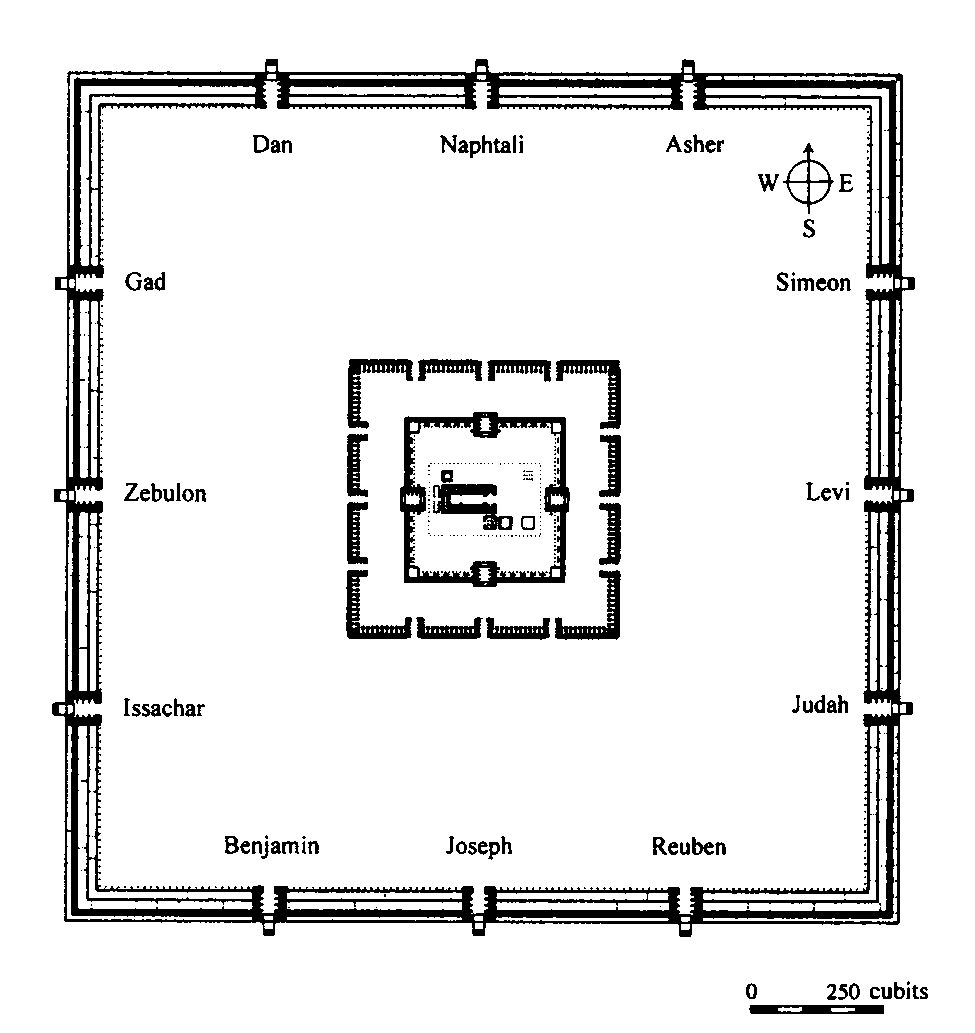 Dan Naphtali Asher
W E
S
Gad Simeon
Zebulon Levi
Issachar Judah
Benjamin Joseph Reuben
0 250 cubits